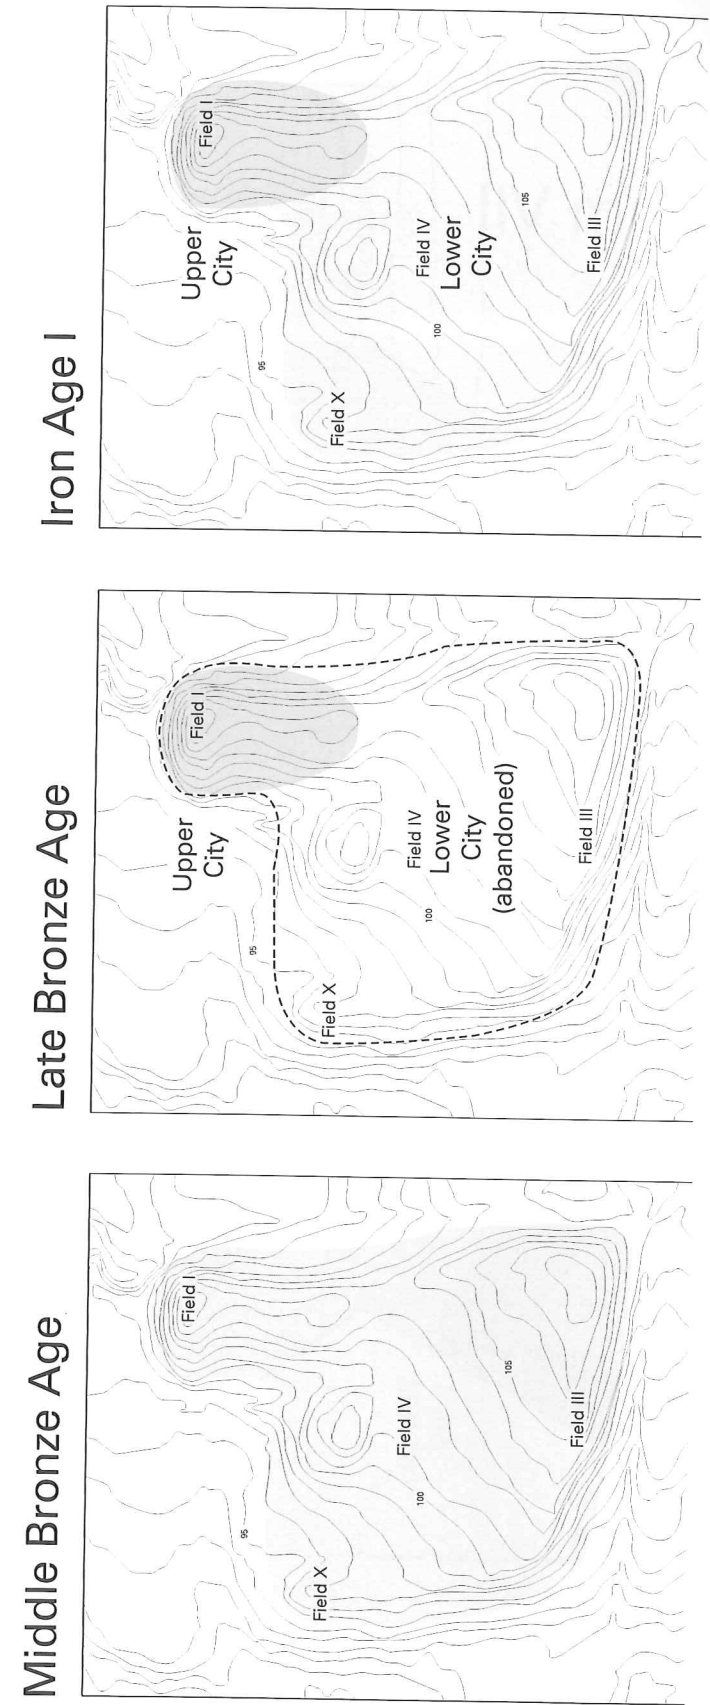 Middle Bronze Age
Field I
95
Field IV
100
105
Field X
Field III
Late Bronze Age
Field I
Upper
City
95
Field IV
Lower
City
(abandoned)
100
Field X
Field III
Iron Age I
Field I
Upper
City
95
Field IV
Lower
City
100
105
Field X
Field III